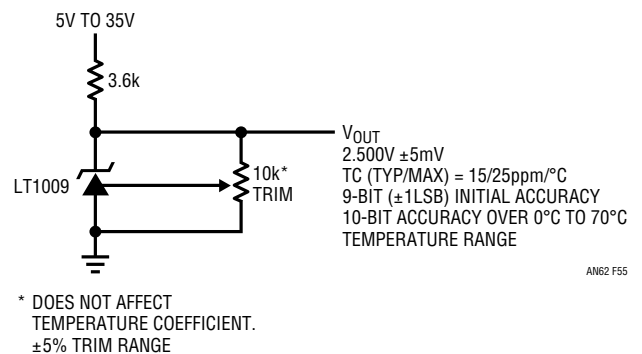 5V TO 35V
3.6k
LT1009
10k*
TRIM
VOUT
2.500V ±5mV
TC (TYP/MAX) = 15/25ppm/°C
9-BIT (±1LSB) INITIAL ACCURACY
10-BIT ACCURACY OVER 0°C TO 70°C
TEMPERATURE RANGE
AN62 F55
* DOES NOT AFFECT
TEMPERATURE COEFFICIENT.
±5% TRIM RANGE